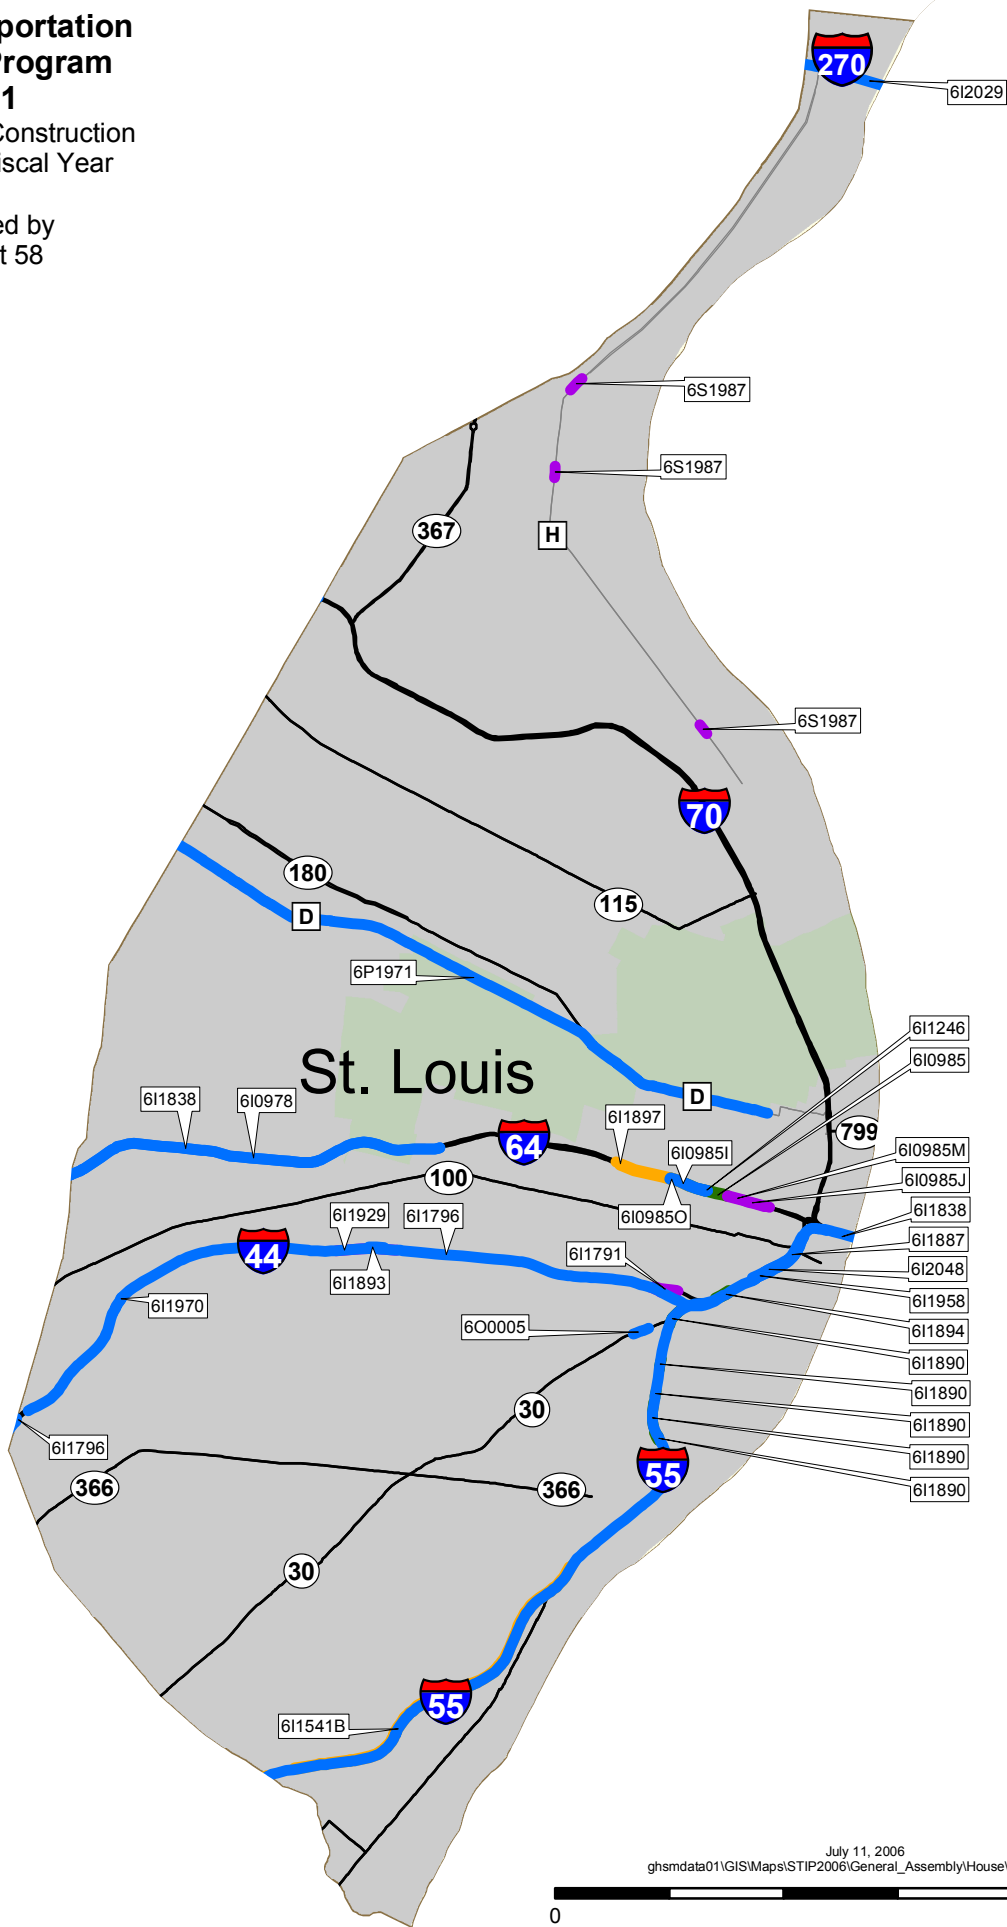 portation
Program
1
Construction
iscal Year
ed by
t 58
270
6I2029
6S1987
6S1987
367
H
6S1987
70
180
115
D
6P1971
6I1246
St. Louis
6I0985
6I1838
6I0978
D
6I1897
799
64
6I0985I
6I0985M
100
6I0985J
6I0985O
6I1838
6I1929
6I1796
6I1887
44
6I1791
6I2048
6I1893
6I1958
6I1970
6O0005
6I1894
6I1890
6I1890
30
6I1890
6I1796
6I1890
55
366
366
6I1890
30
55
6I1541B
July 11, 2006
ghsmdata01\GIS\Maps\STIP2006\General_Assembly\House\
0